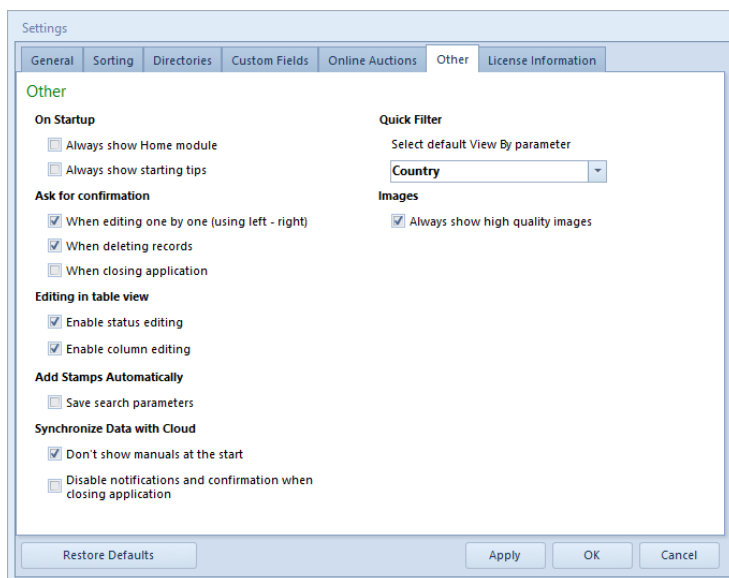 Settings
General Sorting Directories Custom Fields Online Auctions Other License Information
Other
On Startup
Always show Home module
Always show starting tips
Ask for confirmation
When editing one by one (using left - right)
When deleting records
When closing application
Editing in table view
Enable status editing
Enable column editing
Add Stamps Automatically
Save search parameters
Synchronize Data with Cloud
Don't show manuals at the start
Disable notifications and confirmation when
closing application
Quick Filter
Select default View By parameter
Country
Images
Always show high quality images
Restore Defaults Apply OK Cancel